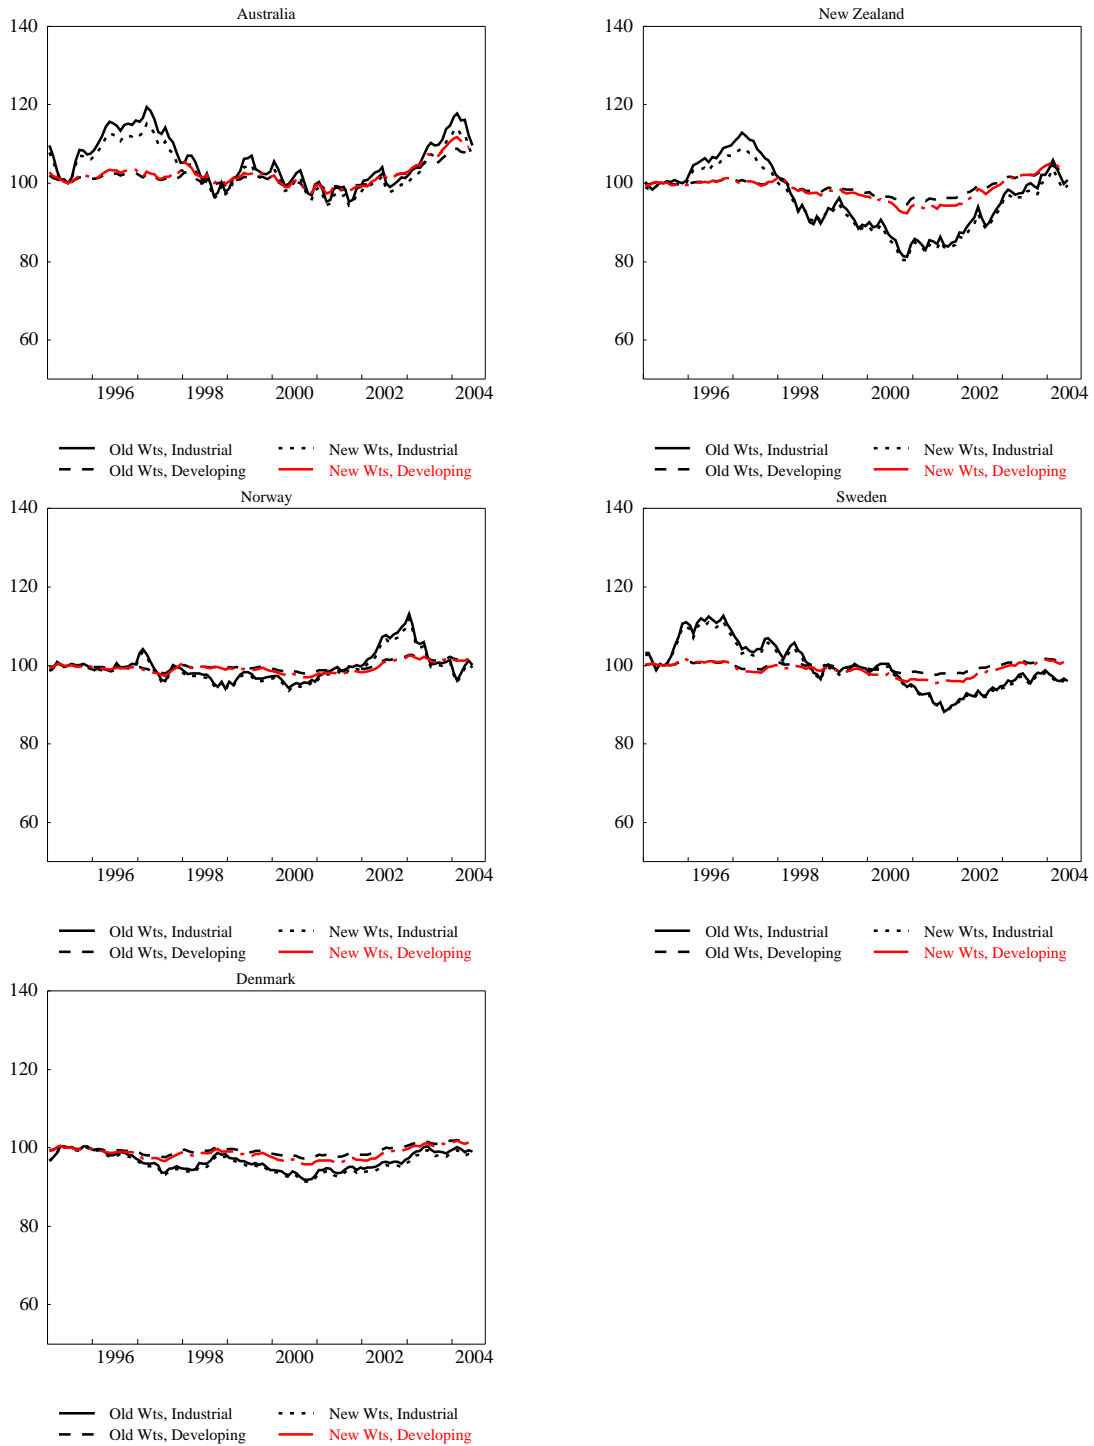 Australia
140
120
100
80
60
1996 1998 2000 2002 2004
Old Wts, Industrial New Wts, Industrial
Old Wts, Developing New Wts, Developing
New Zealand
140
120
100
80
60
1996 1998 2000 2002 2004
Old Wts, Industrial New Wts, Industrial
Old Wts, Developing New Wts, Developing
Norway
140
120
100
80
60
1996 1998 2000 2002 2004
Old Wts, Industrial New Wts, Industrial
Old Wts, Developing New Wts, Developing
Sweden
140
120
100
80
60
1996 1998 2000 2002 2004
Old Wts, Industrial New Wts, Industrial
Old Wts, Developing New Wts, Developing
Denmark
140
120
100
80
60
1996 1998 2000 2002 2004
Old Wts, Industrial New Wts, Industrial
Old Wts, Developing New Wts, Developing